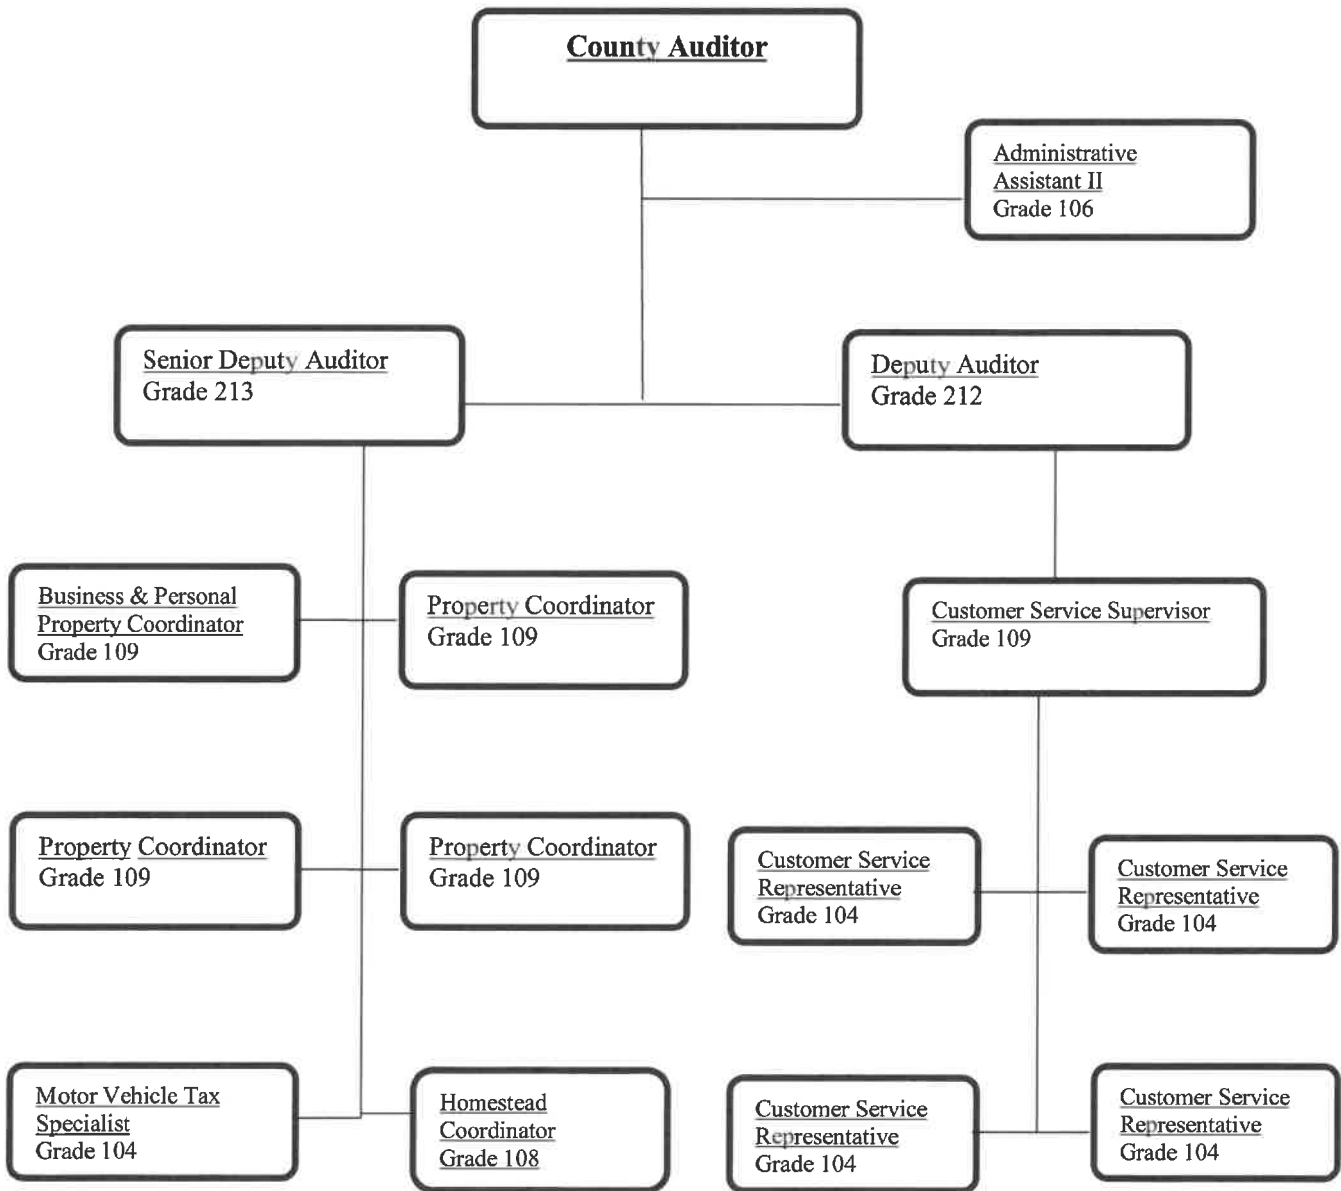 County Auditor
Administrative
Assistant II
Grade 106
Senior Deputy Auditor
Grade 213
Deputy Auditor
Grade 212
Business & Personal
Property Coordinator
Grade 109
Property Coordinator
Grade 109
Customer Service Supervisor
Grade 109
Property Coordinator
Grade 109
Property Coordinator
Grade 109
Customer Service
Representative
Grade 104
Customer Service
Representative
Grade 104
Motor Vehicle Tax
Specialist
Grade 104
Homestead
Coordinator
Grade 108
Customer Service
Representative
Grade 104
Customer Service
Representative
Grade 104